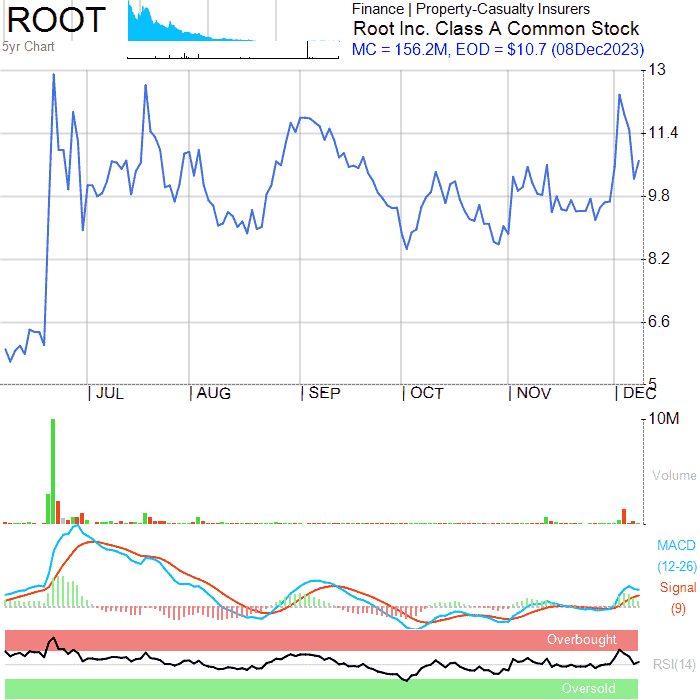 ROOT
5yr Chart
Finance | Property-Casualty Insurers
Root Inc. Class A Common Stock
MC = 156.2M, EOD = $10.7 (08Dec2023)
13
11.4
9.8
8.2
6.6
5
JUL AUG SEP OCT NOV DEC
10M
Volume
MACD
(12-26)
Signal
(9)
Overbought
RSI(14)
Oversold